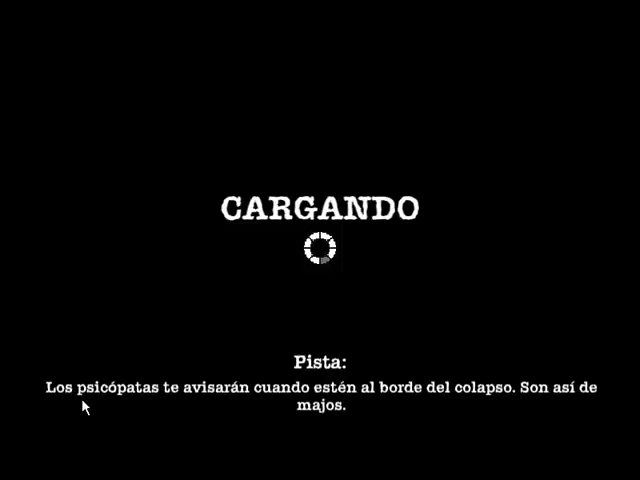 CARGANDO
Pista:
Los psicópatas te avisarán cuando estén al borde del colapso. Son así de
majos.